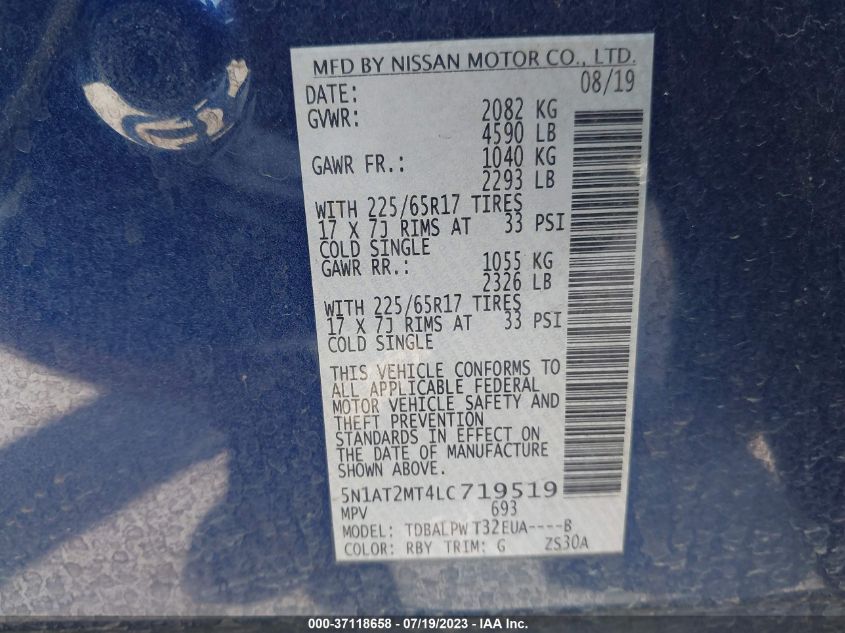 MFD BY NISSAN MOTOR CO., LTD.
DATE: 08/19
GVWR: 2082 KG
4590 LB
GAWR FR.: 1040 KG
2293 LB
WITH 225/65R17 TIRES
17 X 7J RIMS AT 33 PSI
COLD SINGLE
GAWR RR.: 1055 KG
2326 LB
WITH 225/65R17 TIRES
17 X 7J RIMS AT 33 PSI
COLD SINGLE
THIS VEHICLE CONFORMS TO
ALL APPLICABLE FEDERAL
MOTOR VEHICLE SAFETY AND
THEFT PREVENTION
STANDARDS IN EFFECT ON
THE DATE OF MANUFACTURE
SHOWN ABOVE.
5N1AT2MT4LC719519
MPV 693
MODEL: TDBALPW T32EUA----B
COLOR: RBY TRIM: G ZS30A
000-37118658 - 07/19/2023 - IAA Inc.